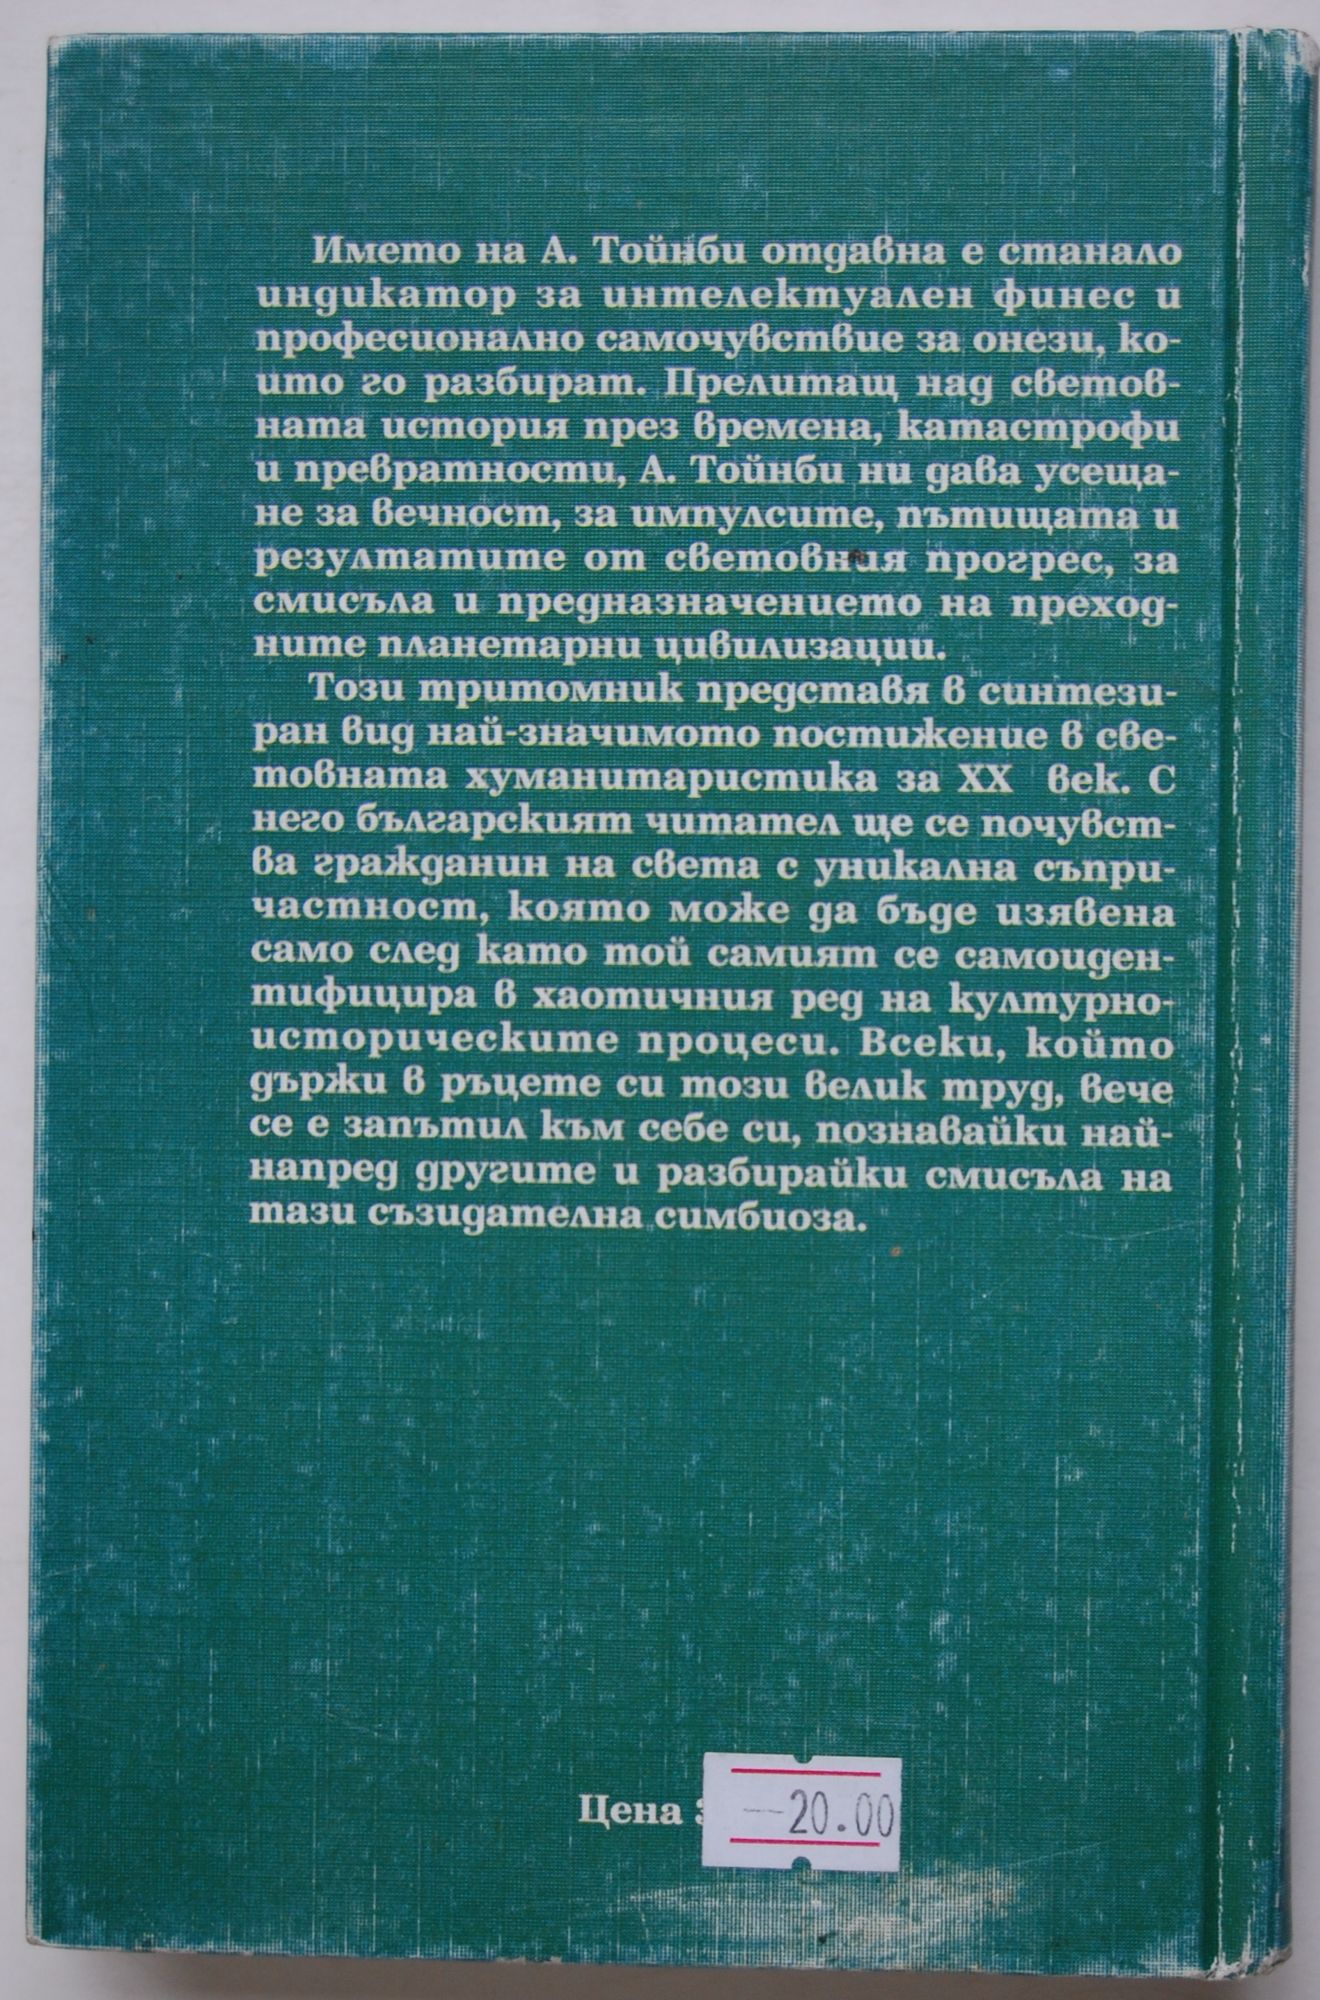 Името на А. Тойнби отдавна е станало
индикатор за интелектуален финес и
професионално самочувствие за онези, ко-
ито го разбират. Прелитащ над светов-
ната история през времена, катастрофи
и превратности, А. Тойнби ни дава усеща-
не за вечност, за импулсите, пътищата и
резултатите от световния прогрес, за
смисъла и предназначението на преход-
ните планетарни цивилизации.
Този тритомник представя в синтези-
ран вид най-значимото постижение в све-
товната хуманитаристика за XX век. С
него българският читател ще се почувст-
ва гражданин на света с уникална съпри-
частност, която може да бъде изявена
само след като той самият се самоиден-
тифицира в хаотичния ред на културно-
историческите процеси. Всеки, който
държи в ръцете си този велик труд, вече
се е запътил към себе си, познавайки най-
напред другите и разбирайки смисъла на
тази съзидателна симбиоза.
Цена
20.00